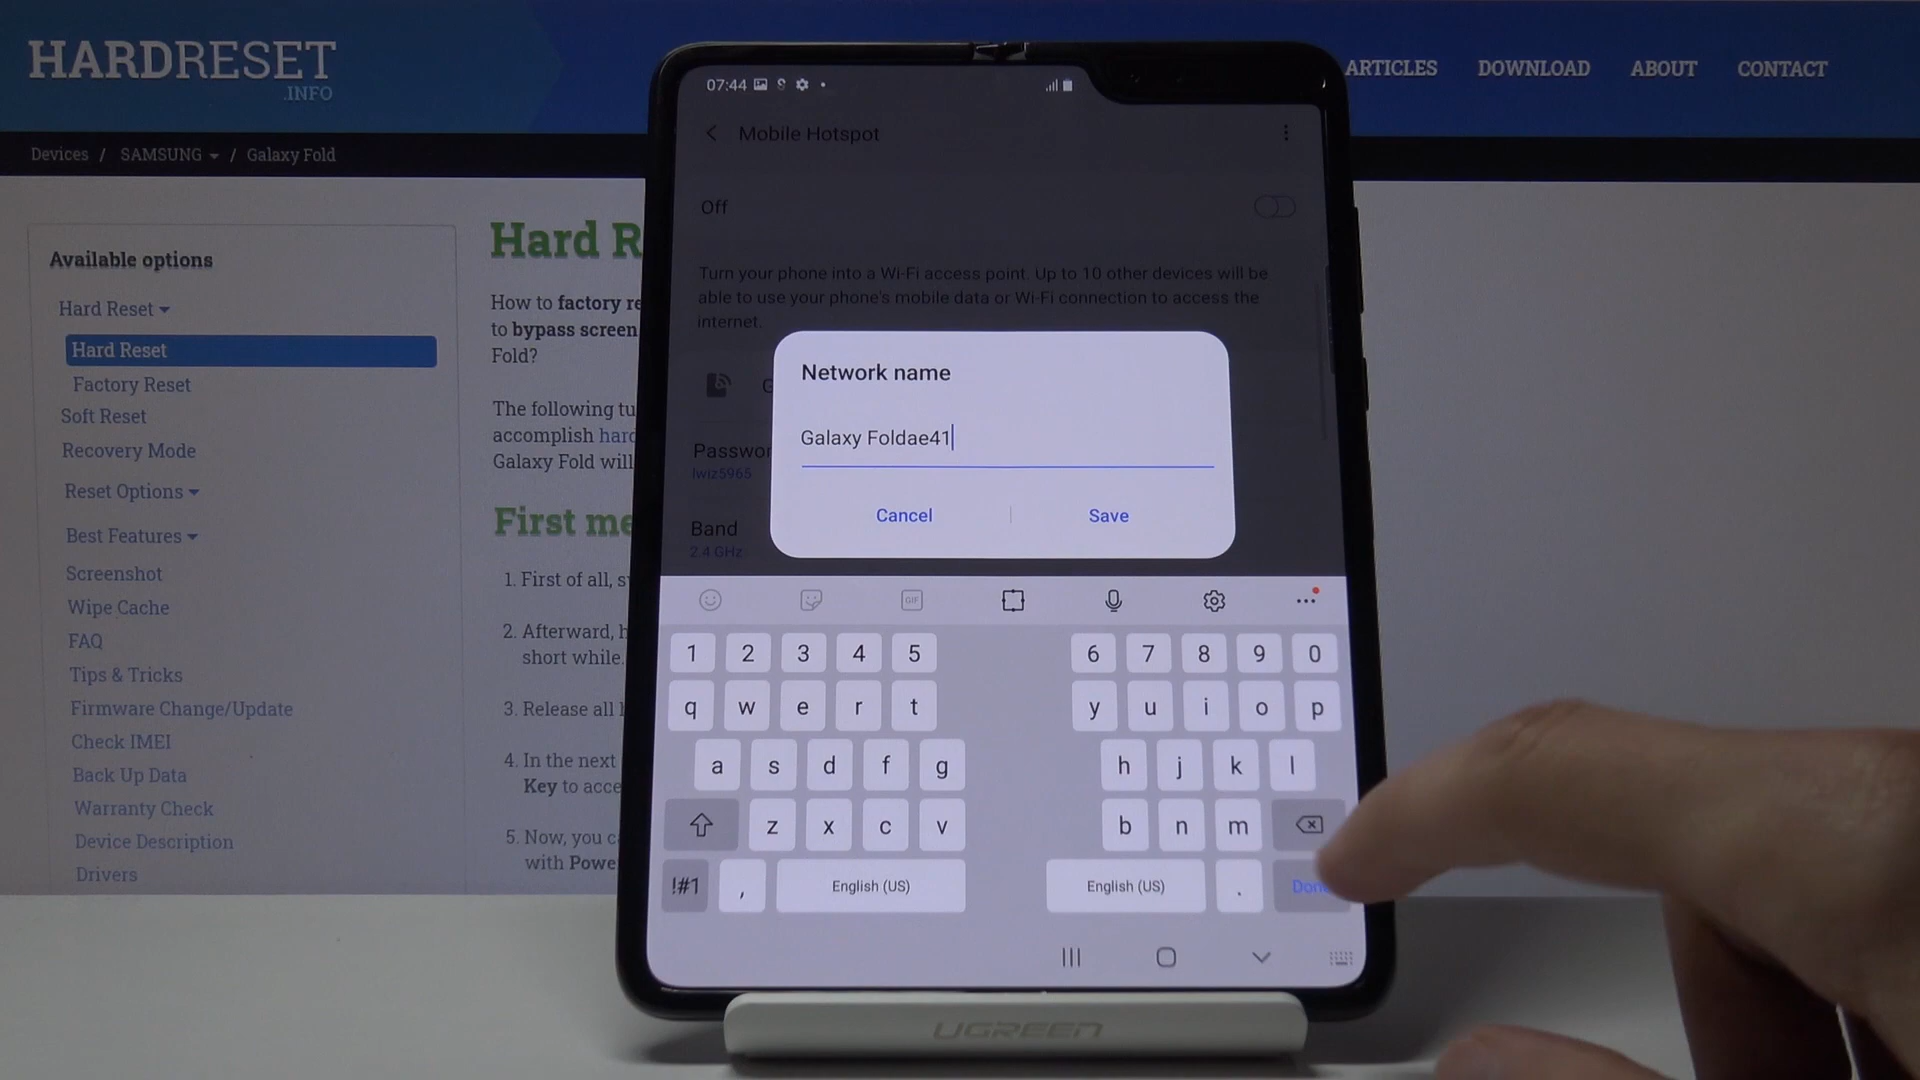 HARDRESET
.INFO
ARTICLES DOWNLOAD ABOUT CONTACT
Devices / SAMSUNG / Galaxy Fold
Available options
Hard Reset
Hard Reset
Factory Reset
Soft Reset
Recovery Mode
Reset Options
Best Features
Screenshot
Wipe Cache
FAQ
Tips & Tricks
Firmware Change/Update
Check IMEI
Back Up Data
Warranty Check
Device Description
Drivers
Hard R
How to factory re
to bypass screen
Fold?
The following tu
accomplish hard
Galaxy Fold will
First me
1. First of all, s
2. Afterward, h
short while.
3. Release all
4. In the next
Key to acce
5. Now, you c
with Powe
07:44
Mobile Hotspot
Off
Turn your phone into a Wi-Fi access point. Up to 10 other devices will be
able to use your phone's mobile data or Wi-Fi connection to access the
internet.
G
Passwor
lwiz5965
Band
2.4 GHz
Network name
Galaxy Foldae41
Cancel Save
GIF
1 2 3 4 5 6 7 8 9 0
q w e r t y u i o p
a s d f g h j k l
z x c v b n m
!#1 , English (US) English (US) . Done
UGREEN